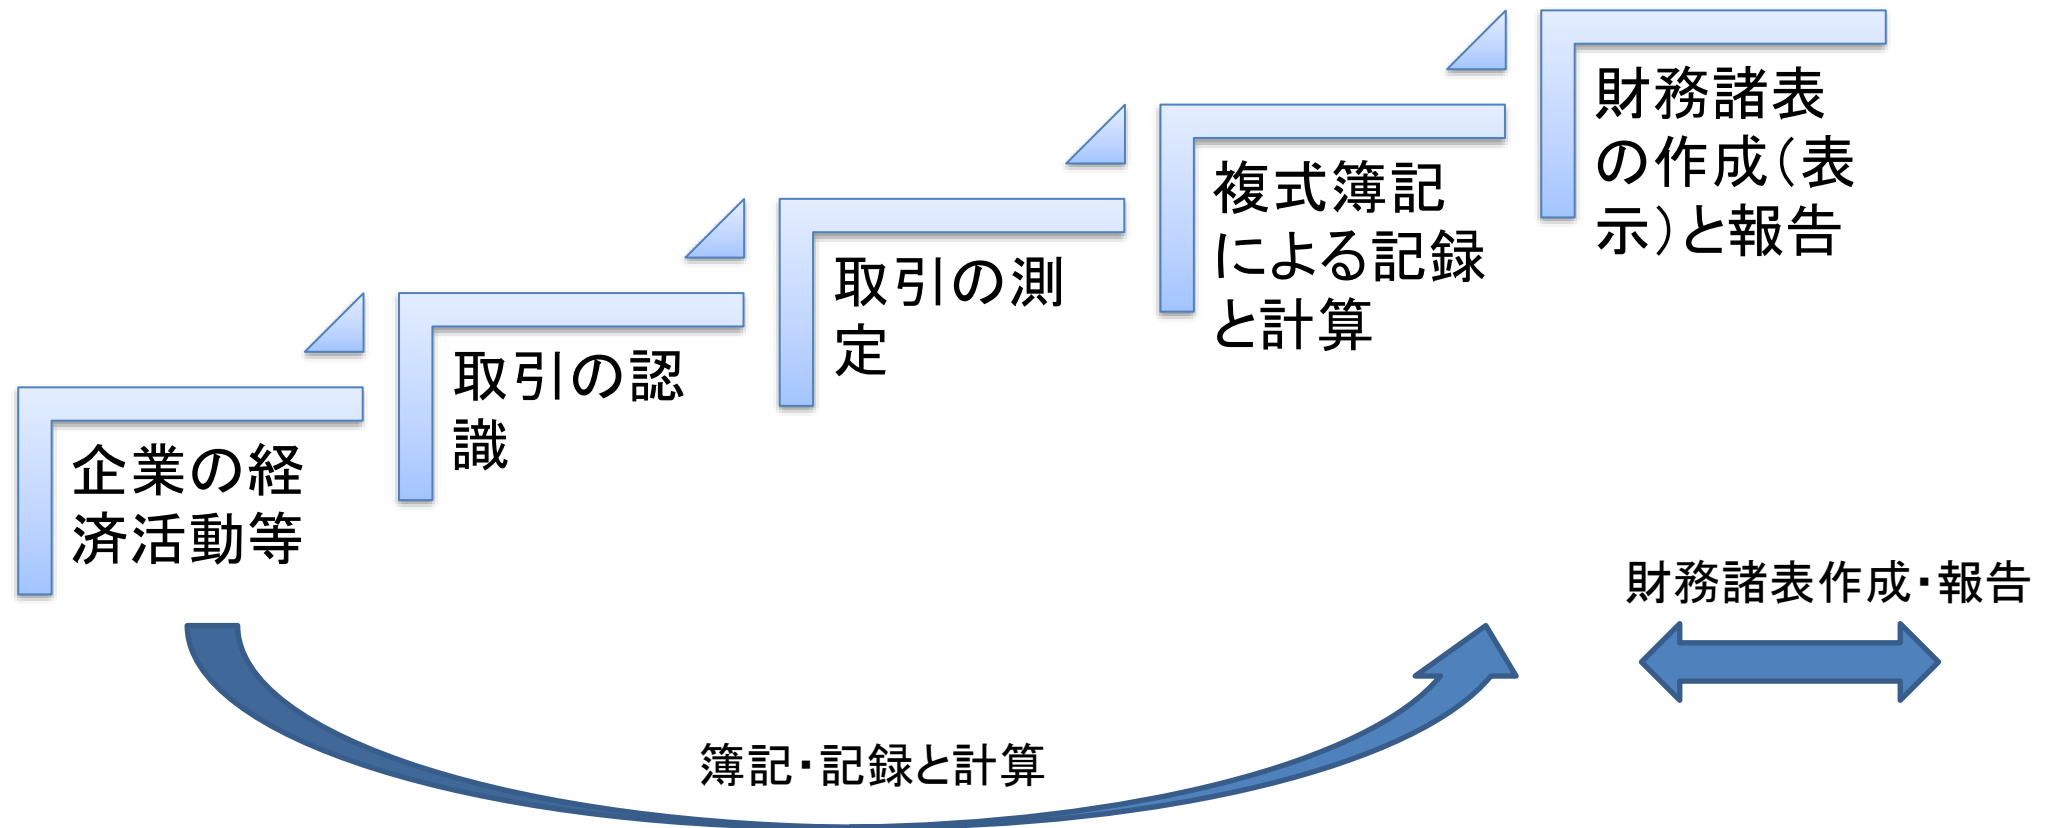 企業の経
済活動等
取引の認
識
取引の測
定
複式簿記
による記録
と計算
財務諸表
の作成(表
示)と報告
簿記・記録と計算
財務諸表作成・報告